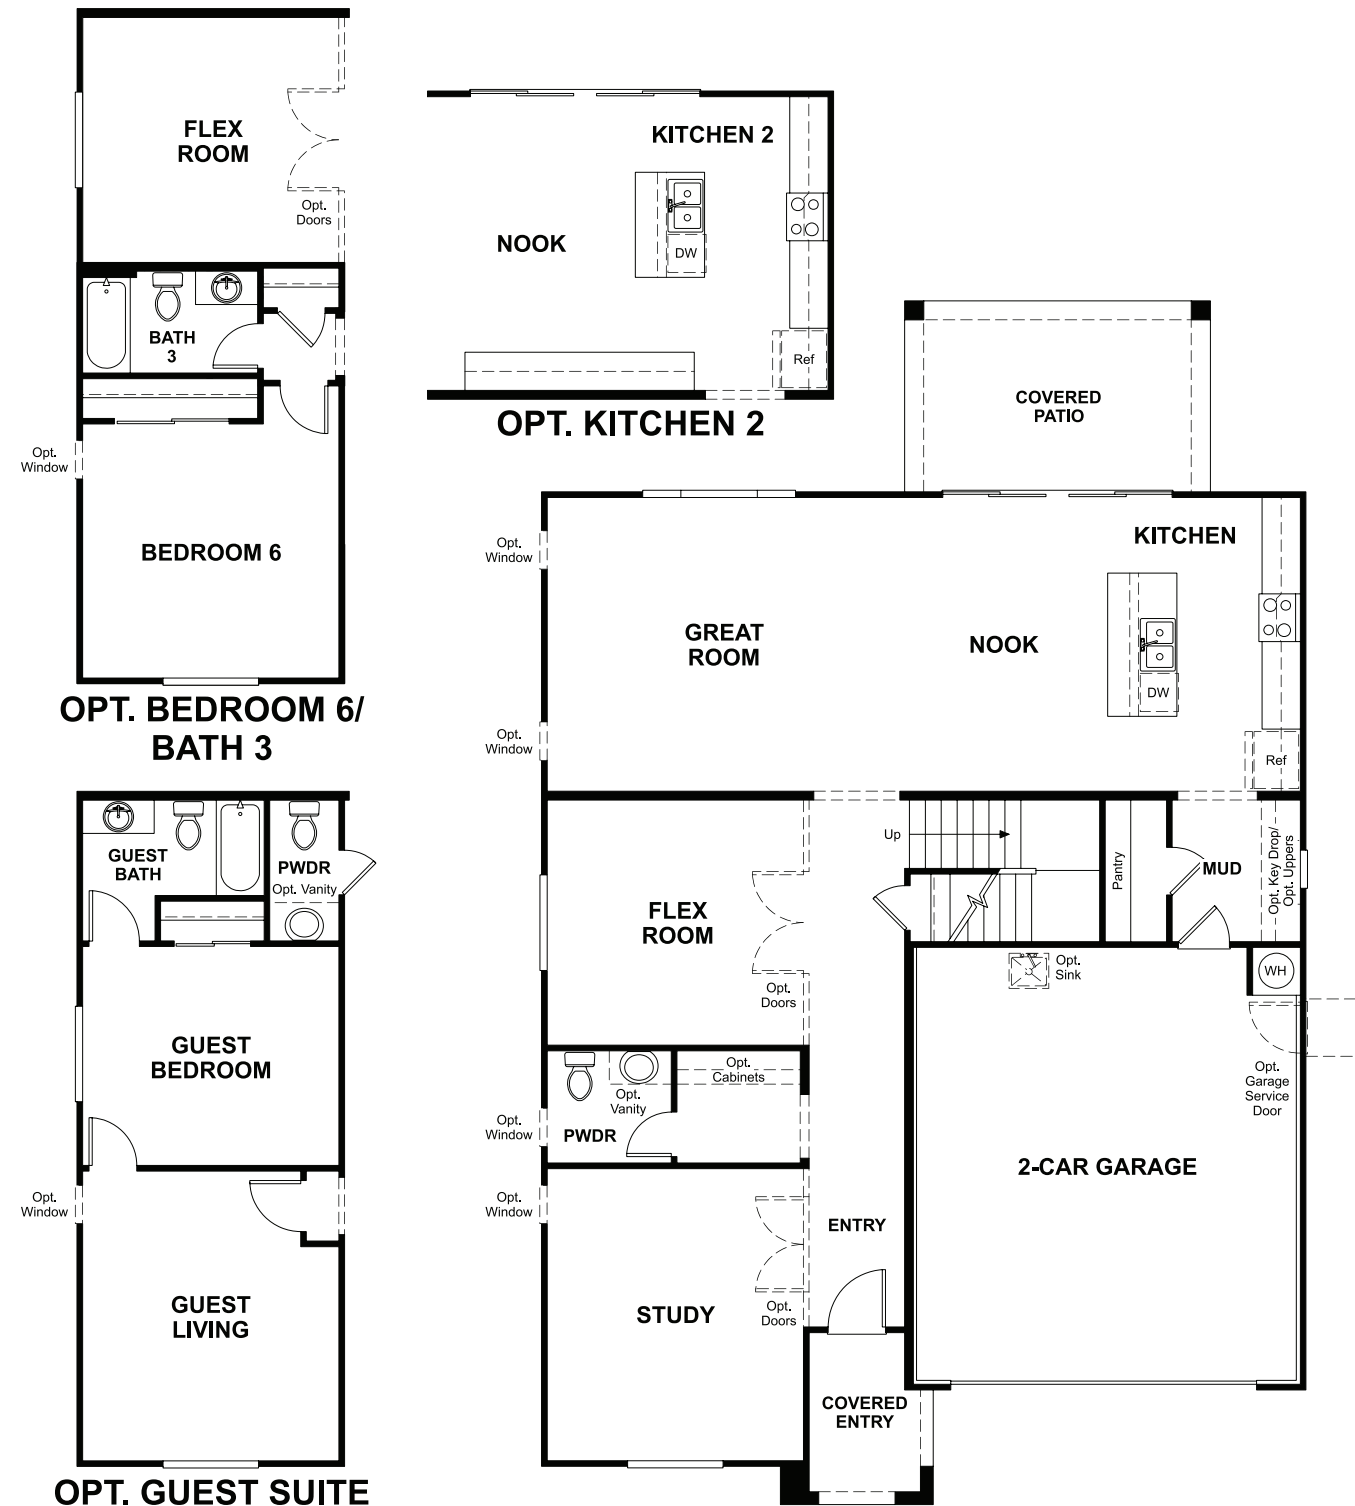 FLEX
ROOM
Opt.
Doors
BATH
3
Opt.
Window
BEDROOM 6
OPT. BEDROOM 6/
BATH 3
KITCHEN 2
NOOK
DW
Ref
OPT. KITCHEN 2
COVERED
PATIO
KITCHEN
Opt.
Window
GREAT
ROOM
NOOK
DW
Opt.
Window
Ref
Up
Pantry
MUD
Opt. Key Drop/
Opt. Uppers
FLEX
ROOM
Opt.
Doors
Opt.
Sink
WH
Opt.
Garage
Service
Door
Opt.
Cabinets
Opt.
Vanity
Opt.
Window
PWDR
2-CAR GARAGE
Opt.
Window
ENTRY
STUDY
Opt.
Doors
COVERED
ENTRY
GUEST
BATH
PWDR
Opt. Vanity
GUEST
BEDROOM
Opt.
Window
GUEST
LIVING
OPT. GUEST SUITE